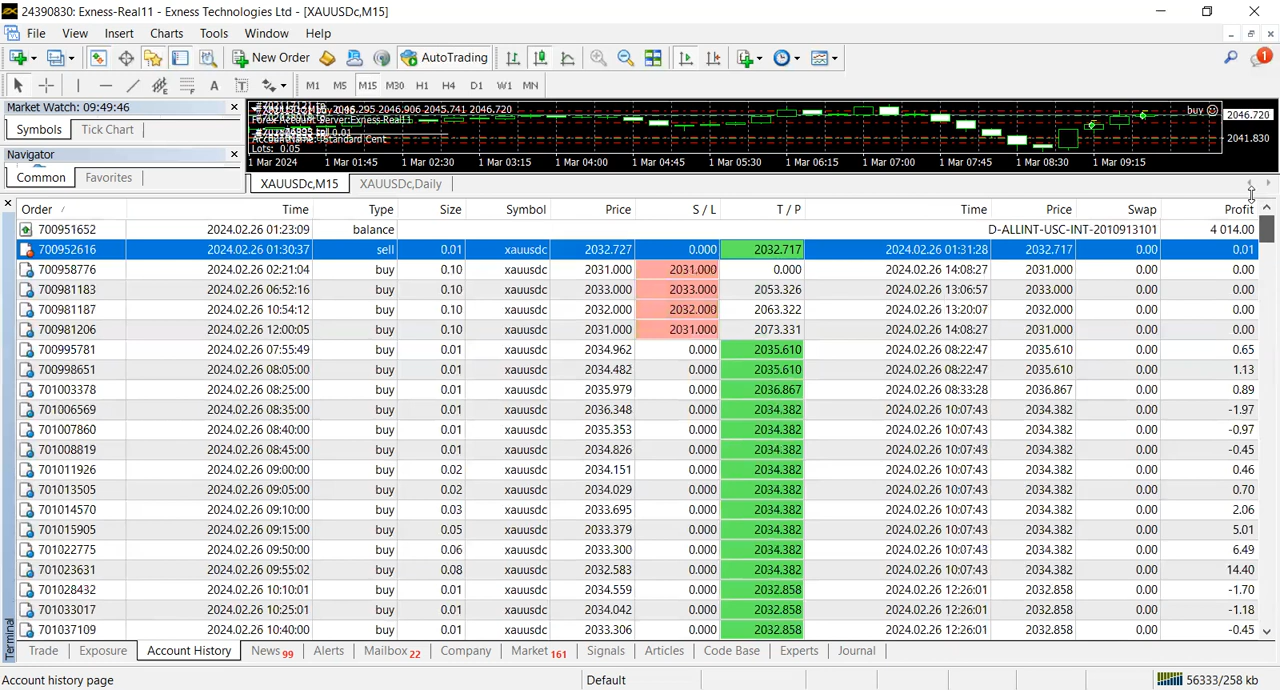 24390830: Exness-Real11 - Exness Technologies Ltd - [XAUUSDc,M15]
File View Insert Charts Tools Window Help
New Order AutoTrading 1
A T M1 M5 M15 M30 H1 H4 D1 W1 MN
Market Watch: 09:49:46
Symbols Tick Chart
Navigator
Common Favorites
2046.295 2046.906 2045.741 2046.720
Forex Account Server:Exness-Real11
Lots: 0.05
buy
2046.720
2041.830
1 Mar 2024 1 Mar 01:45 1 Mar 02:30 1 Mar 03:15 1 Mar 04:00 1 Mar 04:45 1 Mar 05:30 1 Mar 06:15 1 Mar 07:00 1 Mar 07:45 1 Mar 08:30 1 Mar 09:15
XAUUSDc,M15 XAUUSDc,Daily
Order / Time Type Size Symbol Price S / L T / P Time Price Swap Profit
700951652 2024.02.26 01:23:09 balance D-ALLINT-USC-INT-2010913101 4 014.00
700952616 2024.02.26 01:30:37 sell 0.01 xauusdc 2032.727 0.000 2032.717 2024.02.26 01:31:28 2032.717 0.00 0.01
700958776 2024.02.26 02:21:04 buy 0.10 xauusdc 2031.000 2031.000 0.000 2024.02.26 14:08:27 2031.000 0.00 0.00
700981183 2024.02.26 06:52:16 buy 0.10 xauusdc 2033.000 2033.000 2053.326 2024.02.26 13:06:57 2033.000 0.00 0.00
700981187 2024.02.26 10:54:12 buy 0.10 xauusdc 2032.000 2032.000 2063.322 2024.02.26 13:20:07 2032.000 0.00 0.00
700981206 2024.02.26 12:00:05 buy 0.10 xauusdc 2031.000 2031.000 2073.331 2024.02.26 14:08:27 2031.000 0.00 0.00
700995781 2024.02.26 07:55:49 buy 0.01 xauusdc 2034.962 0.000 2035.610 2024.02.26 08:22:47 2035.610 0.00 0.65
700998651 2024.02.26 08:05:00 buy 0.01 xauusdc 2034.482 0.000 2035.610 2024.02.26 08:22:47 2035.610 0.00 1.13
701003378 2024.02.26 08:25:00 buy 0.01 xauusdc 2035.979 0.000 2036.867 2024.02.26 08:33:28 2036.867 0.00 0.89
701006569 2024.02.26 08:35:00 buy 0.01 xauusdc 2036.348 0.000 2034.382 2024.02.26 10:07:43 2034.382 0.00 -1.97
701007860 2024.02.26 08:40:00 buy 0.01 xauusdc 2035.353 0.000 2034.382 2024.02.26 10:07:43 2034.382 0.00 -0.97
701008819 2024.02.26 08:45:00 buy 0.01 xauusdc 2034.826 0.000 2034.382 2024.02.26 10:07:43 2034.382 0.00 -0.45
701011926 2024.02.26 09:00:00 buy 0.02 xauusdc 2034.151 0.000 2034.382 2024.02.26 10:07:43 2034.382 0.00 0.46
701013505 2024.02.26 09:05:00 buy 0.02 xauusdc 2034.029 0.000 2034.382 2024.02.26 10:07:43 2034.382 0.00 0.70
701014570 2024.02.26 09:10:00 buy 0.03 xauusdc 2033.695 0.000 2034.382 2024.02.26 10:07:43 2034.382 0.00 2.06
701015905 2024.02.26 09:15:00 buy 0.05 xauusdc 2033.379 0.000 2034.382 2024.02.26 10:07:43 2034.382 0.00 5.01
701022775 2024.02.26 09:50:00 buy 0.06 xauusdc 2033.300 0.000 2034.382 2024.02.26 10:07:43 2034.382 0.00 6.49
701023631 2024.02.26 09:55:02 buy 0.08 xauusdc 2032.583 0.000 2034.382 2024.02.26 10:07:43 2034.382 0.00 14.40
701028432 2024.02.26 10:10:01 buy 0.01 xauusdc 2034.559 0.000 2032.858 2024.02.26 12:26:01 2032.858 0.00 -1.70
701033017 2024.02.26 10:25:01 buy 0.01 xauusdc 2034.042 0.000 2032.858 2024.02.26 12:26:01 2032.858 0.00 -1.18
701037109 2024.02.26 10:40:00 buy 0.01 xauusdc 2033.306 0.000 2032.858 2024.02.26 12:26:01 2032.858 0.00 -0.45
Terminal
Trade Exposure Account History News 99 Alerts Mailbox 22 Company Market 161 Signals Articles Code Base Experts Journal
Account history page Default 56333/258 kb